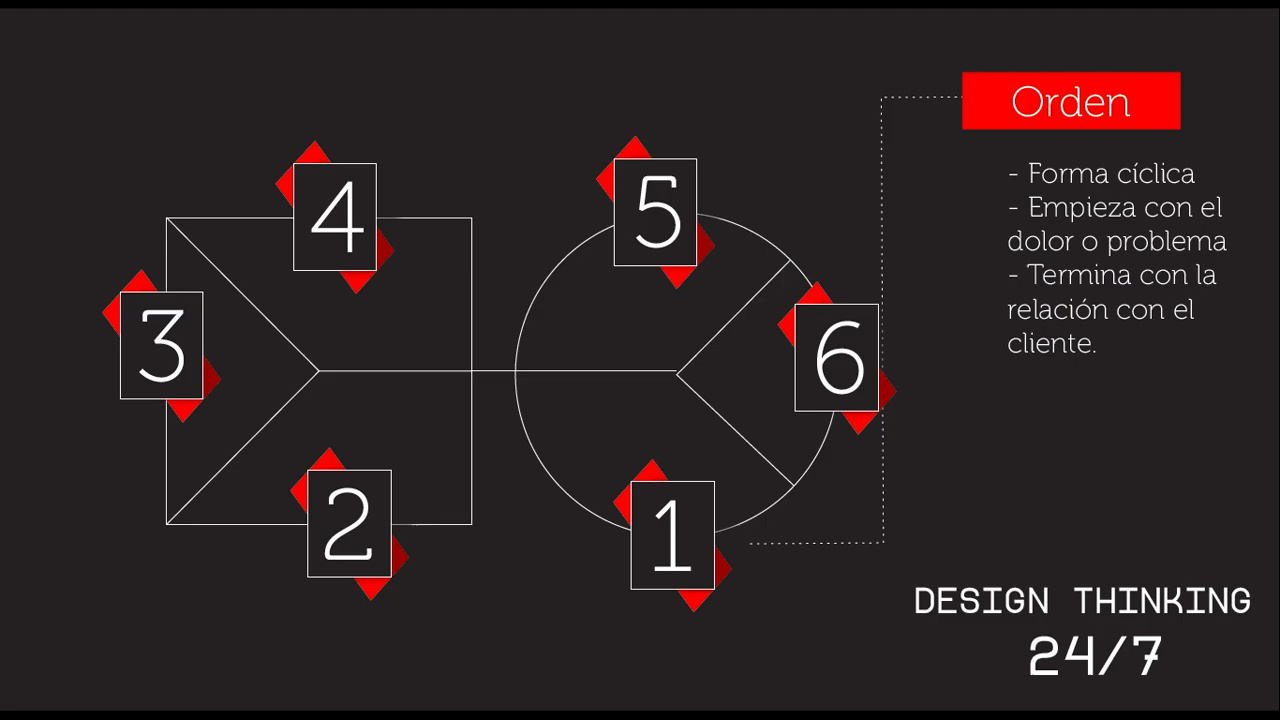 Orden
- Forma cíclica
- Empieza con el
dolor o problema
- Termina con la
relación con el
cliente.
4
5
3
6
2
1
DESIGN THINKING
24/7